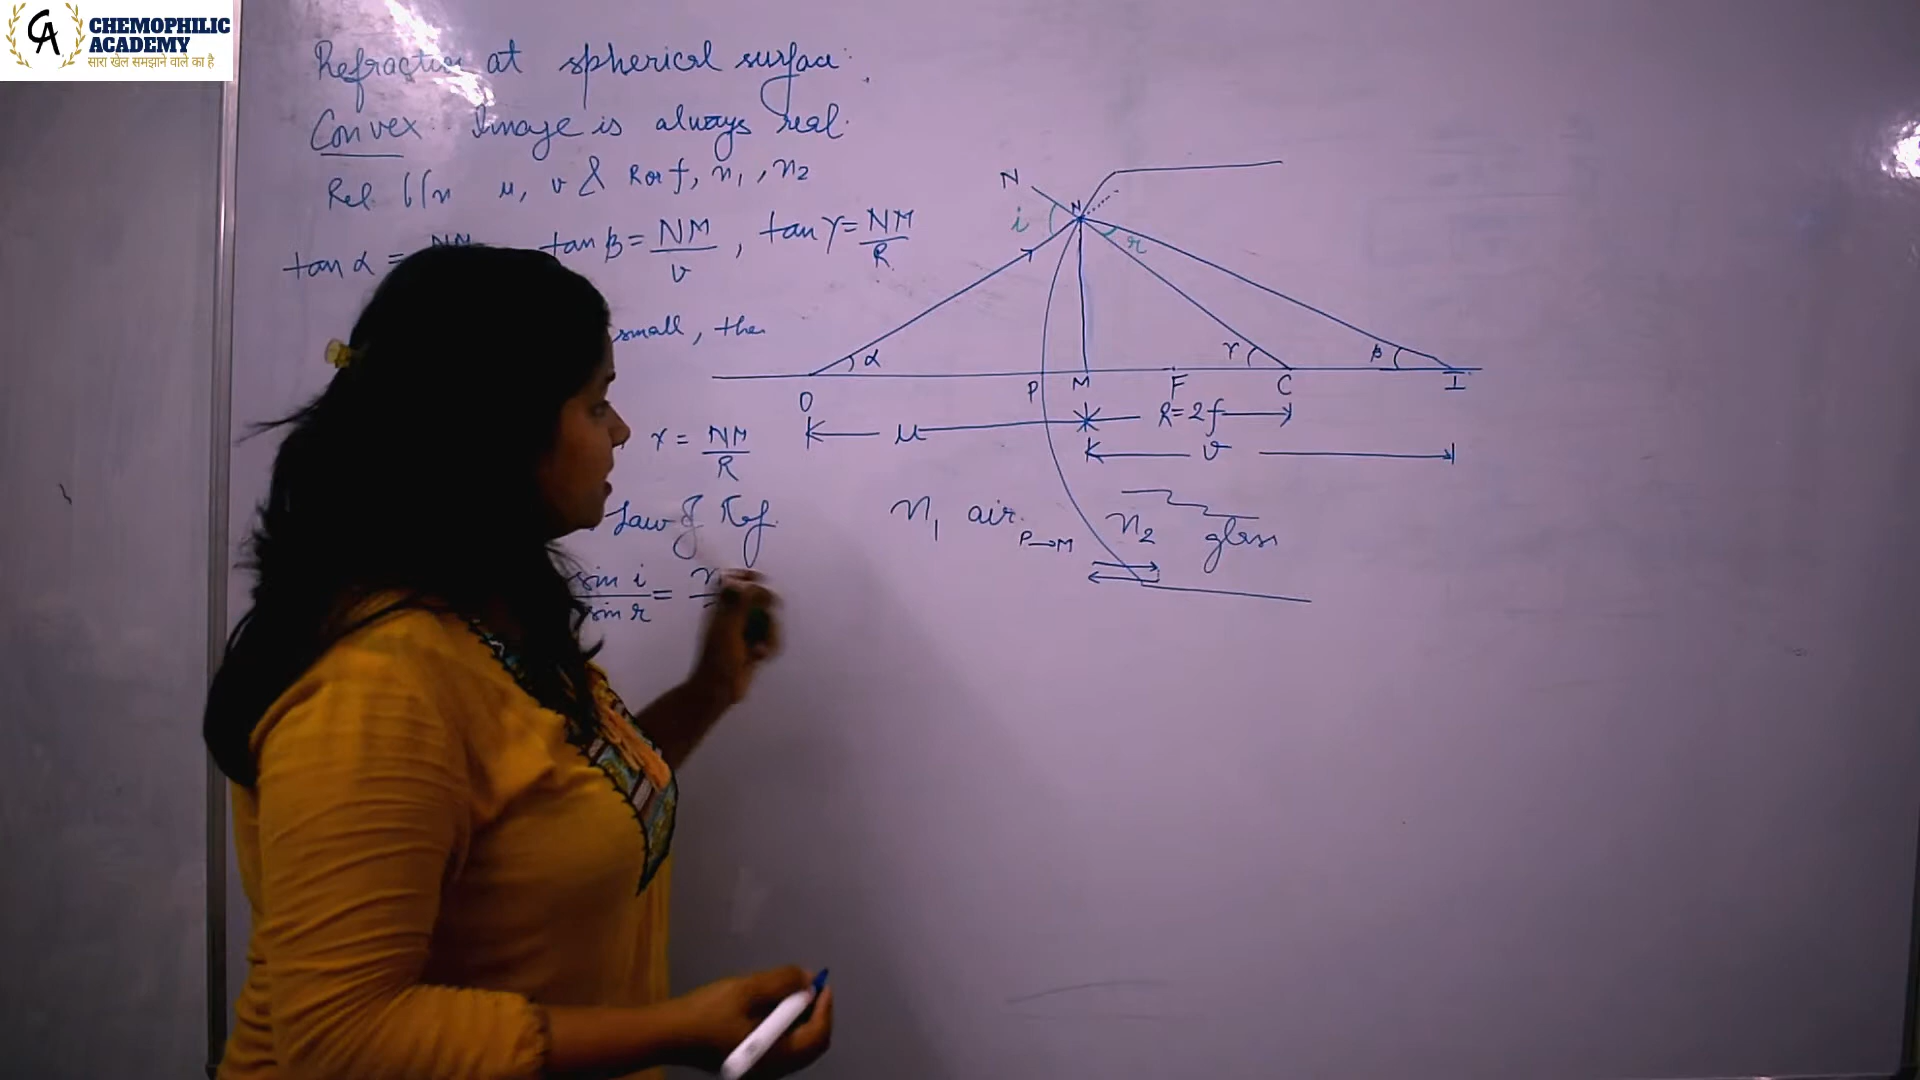 CHEMOPHILIC
ACADEMY
सारा खेल समझाने वाले का है
Refraction at spherical surface
Convex Image is always real.
Rel b/n u, v & R or f, n₁, n₂
tan α = NM , tan β = NM/v , tan γ = NM/R
small, the
γ = NM/R
Law of Ref.
sin i / sin r =
N
N
i
r
α
γ
β
O
P
M
F
C
I
u
R = 2f
v
n₁ air
P→M
n₂ glass